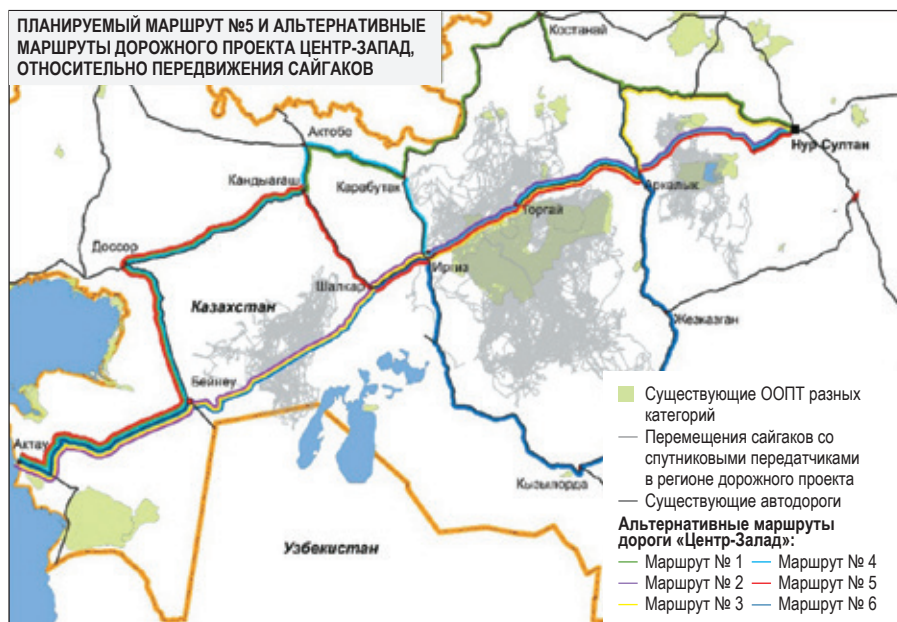 ПЛАНИРУЕМЫЙ МАРШРУТ №5 И АЛЬТЕРНАТИВНЫЕ
МАРШРУТЫ ДОРОЖНОГО ПРОЕКТА ЦЕНТР-ЗАПАД,
ОТНОСИТЕЛЬНО ПЕРЕДВИЖЕНИЯ САЙГАКОВ
Костанай
Актобе
Нур Султан
Кандыагаш
Карабутак
Аркалык
Торгай
Доссор
Иргиз
Шалкар
Казахстан
Жезказган
Бейнеу
Актау
Кызылорда
Узбекистан
Существующие ООПТ разных
категорий
Перемещения сайгаков со
спутниковыми передатчиками
в регионе дорожного проекта
Существующие автодороги
Альтернативные маршруты
дороги «Центр-Залад»:
Маршрут № 1 Маршрут № 4
Маршрут № 2 Маршрут № 5
Маршрут № 3 Маршрут № 6